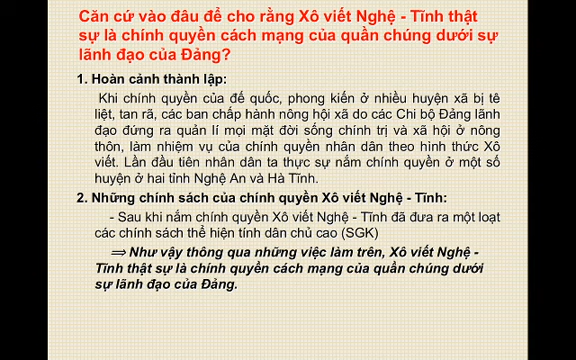 Căn cứ vào đâu để cho rằng Xô viết Nghệ - Tĩnh thật
sự là chính quyền cách mạng của quần chúng dưới sự
lãnh đạo của Đảng?
1. Hoàn cảnh thành lập:
Khi chính quyền của đế quốc, phong kiến ở nhiều huyện xã bị tê
liệt, tan rã, các ban chấp hành nông hội xã do các Chi bộ Đảng lãnh
đạo đứng ra quản lí mọi mặt đời sống chính trị và xã hội ở nông
thôn, làm nhiệm vụ của chính quyền nhân dân theo hình thức Xô
viết. Lần đầu tiên nhân dân ta thực sự nắm chính quyền ở một số
huyện ở hai tỉnh Nghệ An và Hà Tĩnh.
2. Những chính sách của chính quyền Xô viết Nghệ - Tĩnh:
- Sau khi nắm chính quyền Xô viết Nghệ - Tĩnh đã đưa ra một loạt
các chính sách thể hiện tính dân chủ cao (SGK)
⟹ Như vậy thông qua những việc làm trên, Xô viết Nghệ -
Tĩnh thật sự là chính quyền cách mạng của quần chúng dưới
sự lãnh đạo của Đảng.